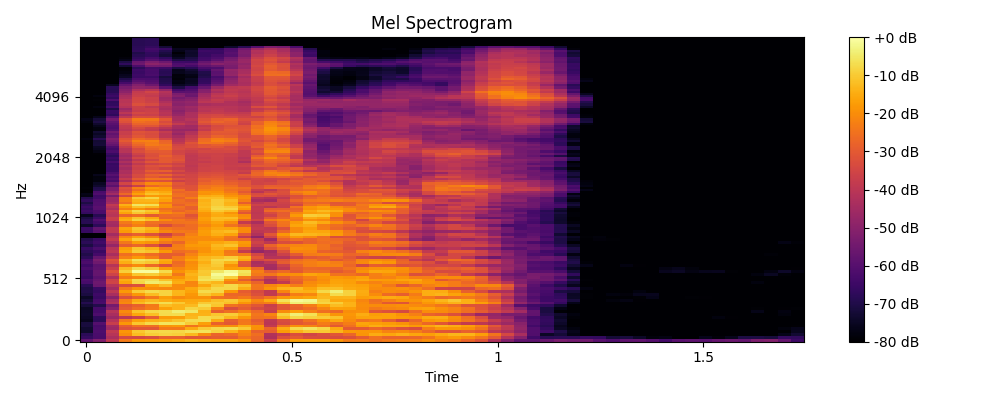 Mel Spectrogram
+0 dB
-10 dB
-20 dB
-30 dB
-40 dB
-50 dB
-60 dB
-70 dB
-80 dB
Hz
4096
2048
1024
512
0
0 0.5 1 1.5
Time